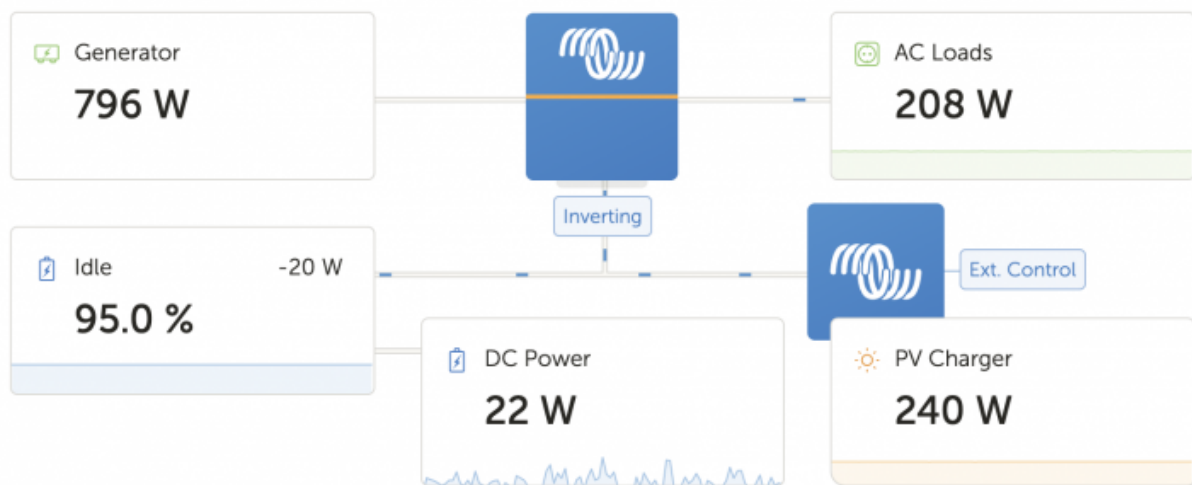 Generator
796 W
AC Loads
208 W
Inverting
Idle
-20 W
95.0 %
Ext. Control
DC Power
22 W
PV Charger
240 W